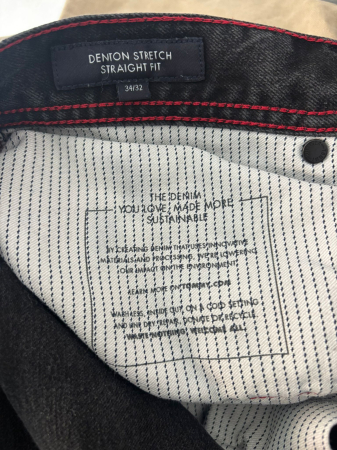 DENTON STRETCH
STRAIGHT FIT
34/32
THE DENIM
YOU LOVE, MADE MORE
SUSTAINABLE
BY CREATING DENIM THAT USES INNOVATIVE
MATERIALS AND PROCESSING, WE'RE LOWERING
OUR IMPACT ON THE ENVIRONMENT.
LEARN MORE ON TOMMY.COM
WASH LESS, INSIDE OUT, ON A COLD SETTING
AND LINE DRY. REPAIR, DONATE OR RECYCLE.
WASTE NOTHING. WELCOME ALL.